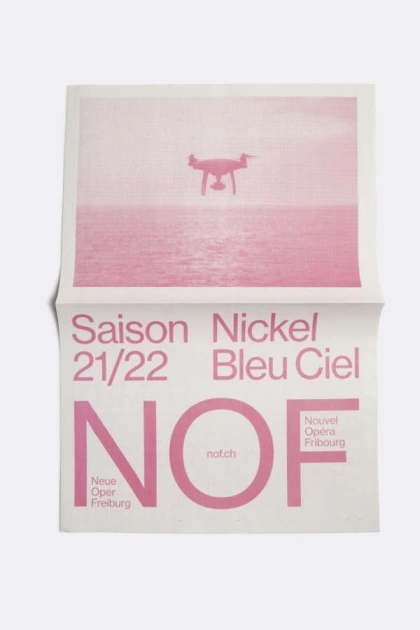 Saison Nickel
21/22 Bleu Ciel
NOF
Nouvel
Opéra
Fribourg
nof.ch
Neue
Oper
Freiburg